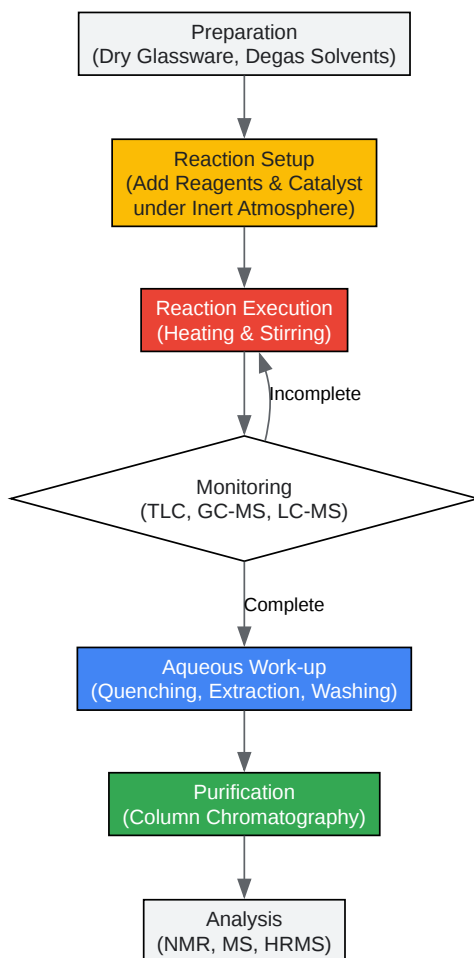 Preparation
(Dry Glassware, Degas Solvents)
Reaction Setup
(Add Reagents & Catalyst
under Inert Atmosphere)
Reaction Execution
(Heating & Stirring)
Incomplete
Monitoring
(TLC, GC-MS, LC-MS)
Complete
Aqueous Work-up
(Quenching, Extraction, Washing)
Purification
(Column Chromatography)
Analysis
(NMR, MS, HRMS)